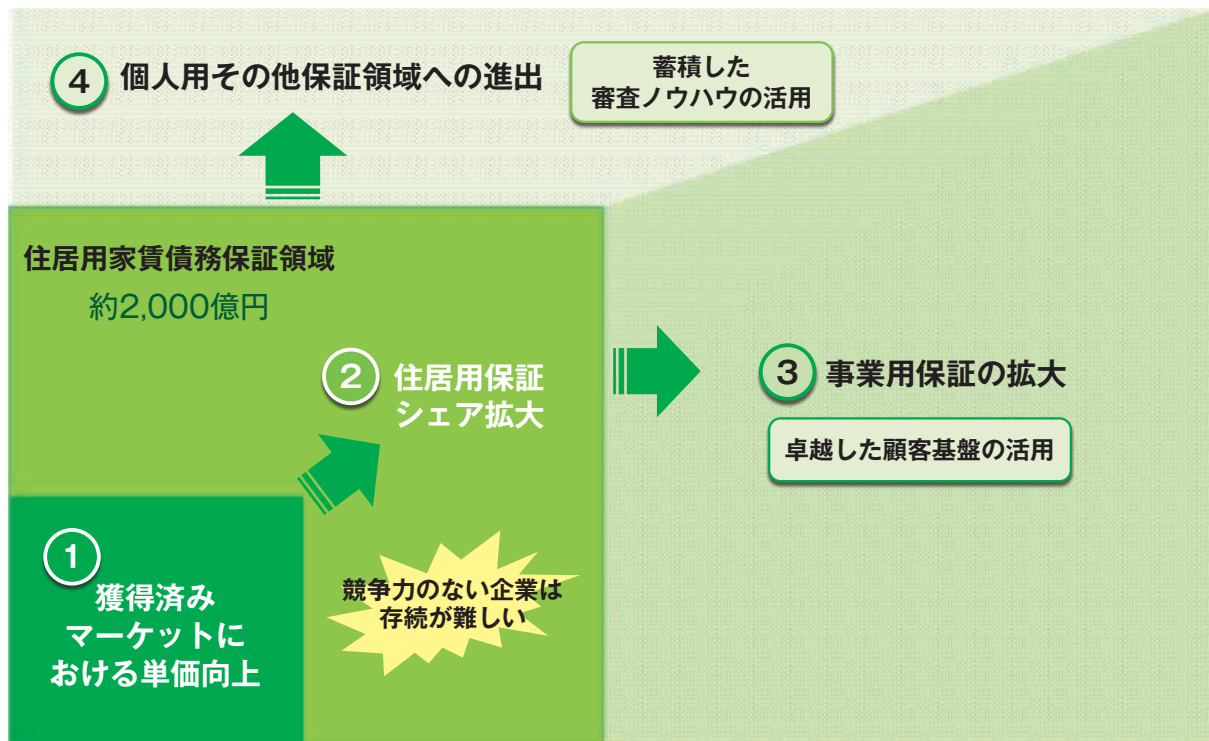 4 個人用その他保証領域への進出
蓄積した
審査ノウハウの活用
住居用家賃債務保証領域
約2,000億円
2 住居用保証
シェア拡大
3 事業用保証の拡大
卓越した顧客基盤の活用
1
獲得済み
マーケットに
おける単価向上
競争力のない企業は
存続が難しい